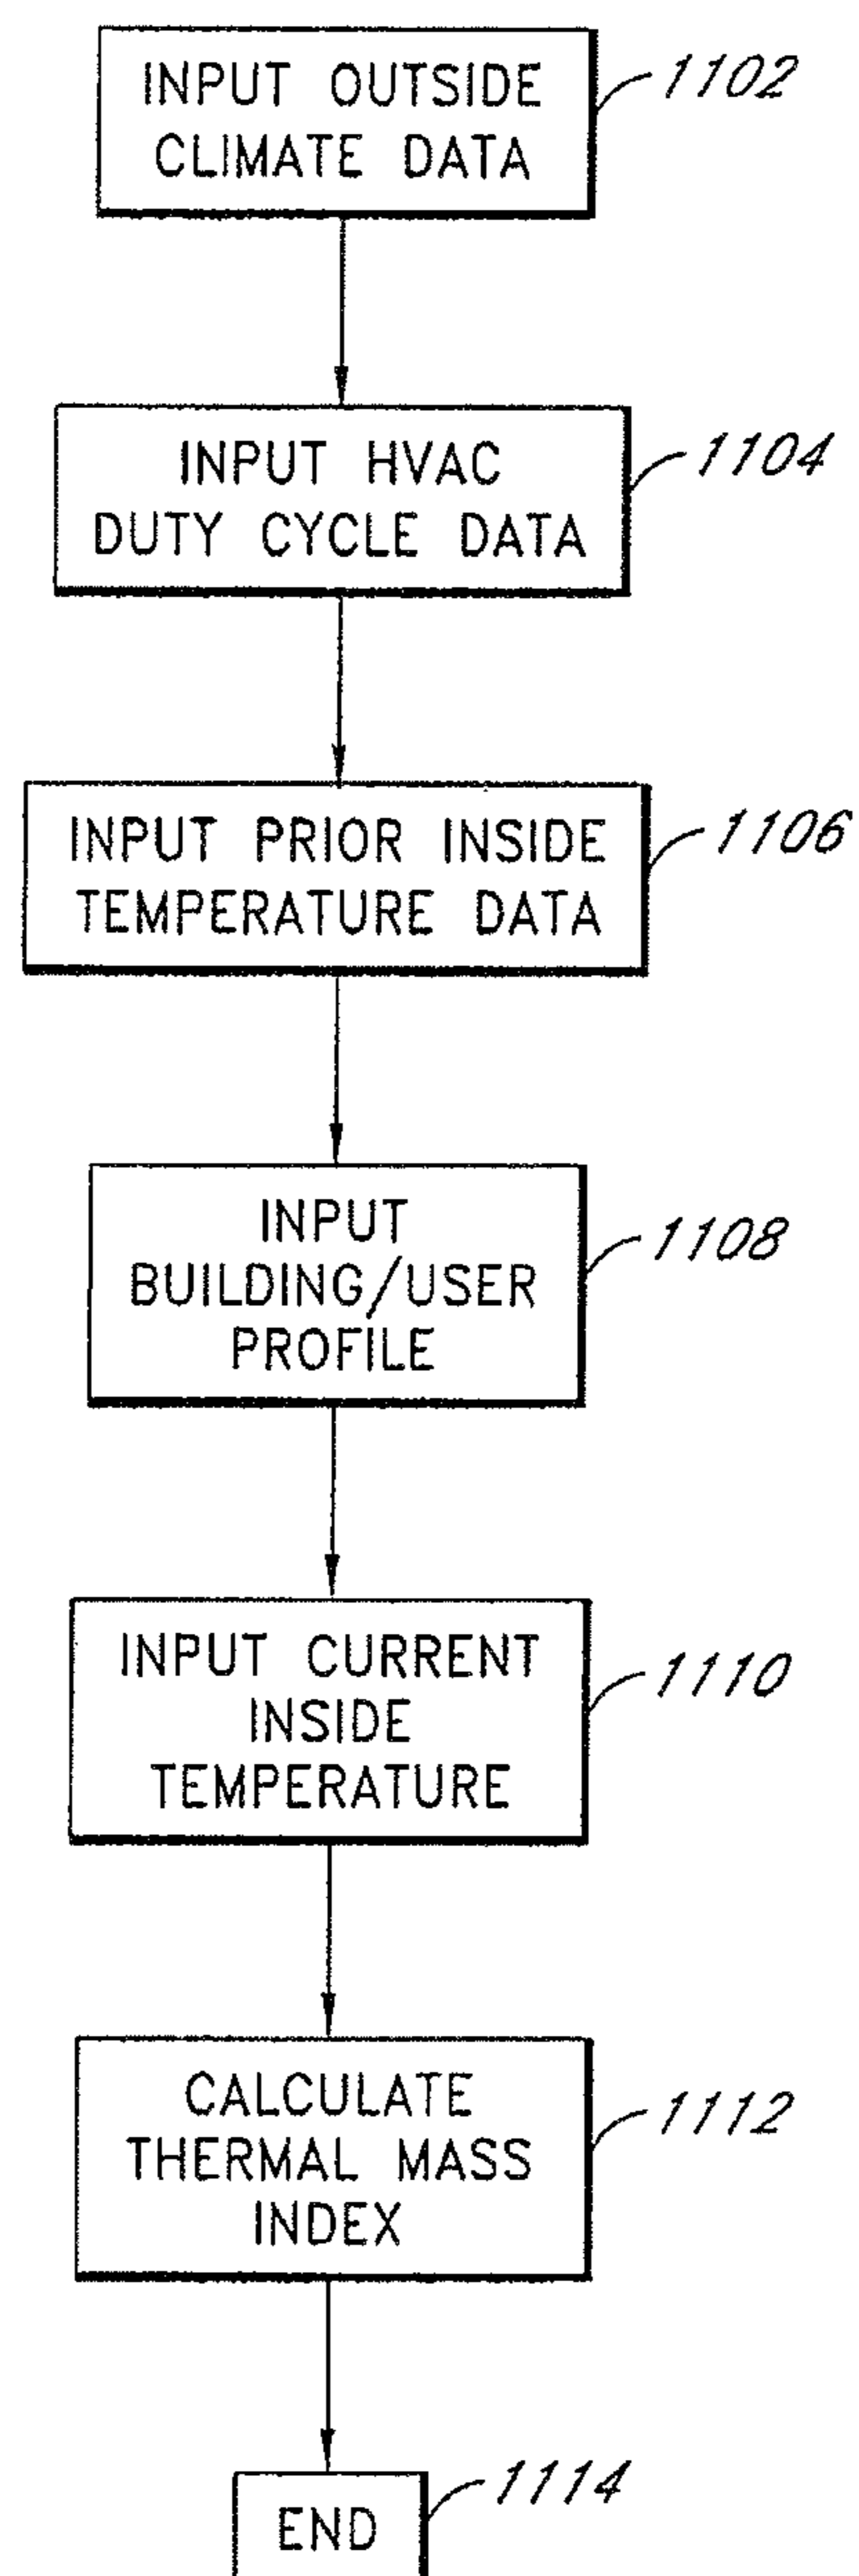 INPUT OUTSIDE
CLIMATE DATA
1102
INPUT HVAC
DUTY CYCLE DATA
1104
INPUT PRIOR INSIDE
TEMPERATURE DATA
1106
INPUT
BUILDING/USER
PROFILE
1108
INPUT CURRENT
INSIDE
TEMPERATURE
1110
CALCULATE
THERMAL MASS
INDEX
1112
END
1114